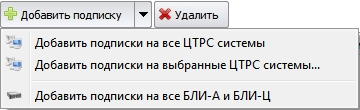 Добавить подписку Удалить
Добавить подписки на все ЦТРС системы
Добавить подписки на выбранные ЦТРС системы...
Добавить подписки на все БЛИ-А и БЛИ-Ц